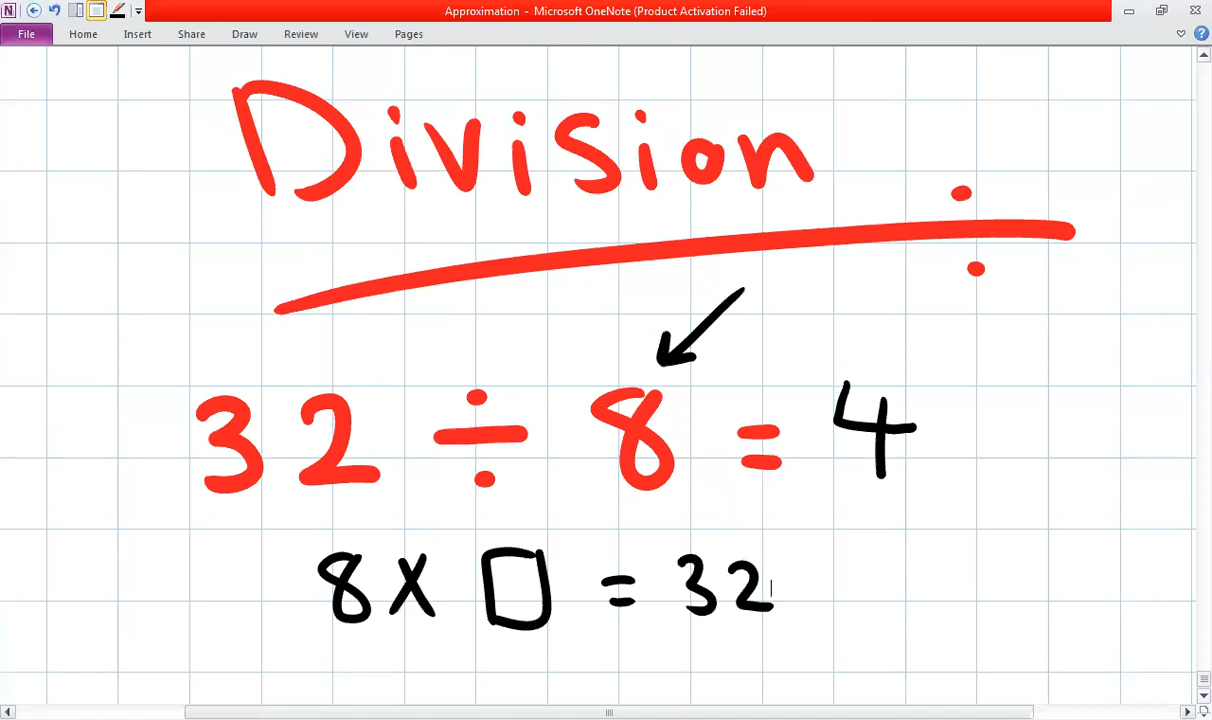 Approximation - Microsoft OneNote (Product Activation Failed)
File Home Insert Share Draw Review View Pages
Division ÷
32 ÷ 8 = 4
8 x □ = 32